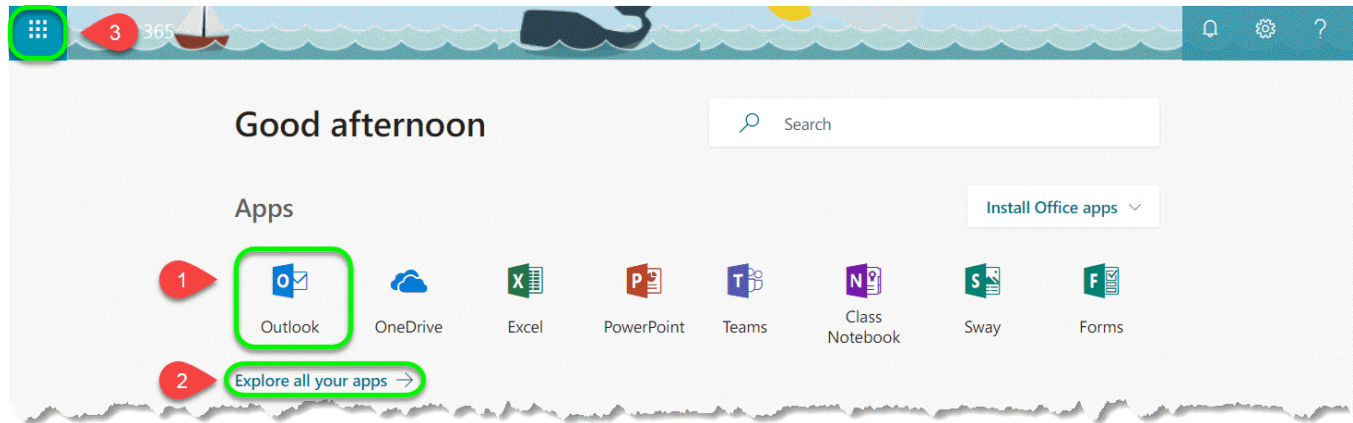 3 365
?
Good afternoon
Search
Apps
Install Office apps
1
Outlook
OneDrive
Excel
PowerPoint
Teams
Class
Notebook
Sway
Forms
2 Explore all your apps →